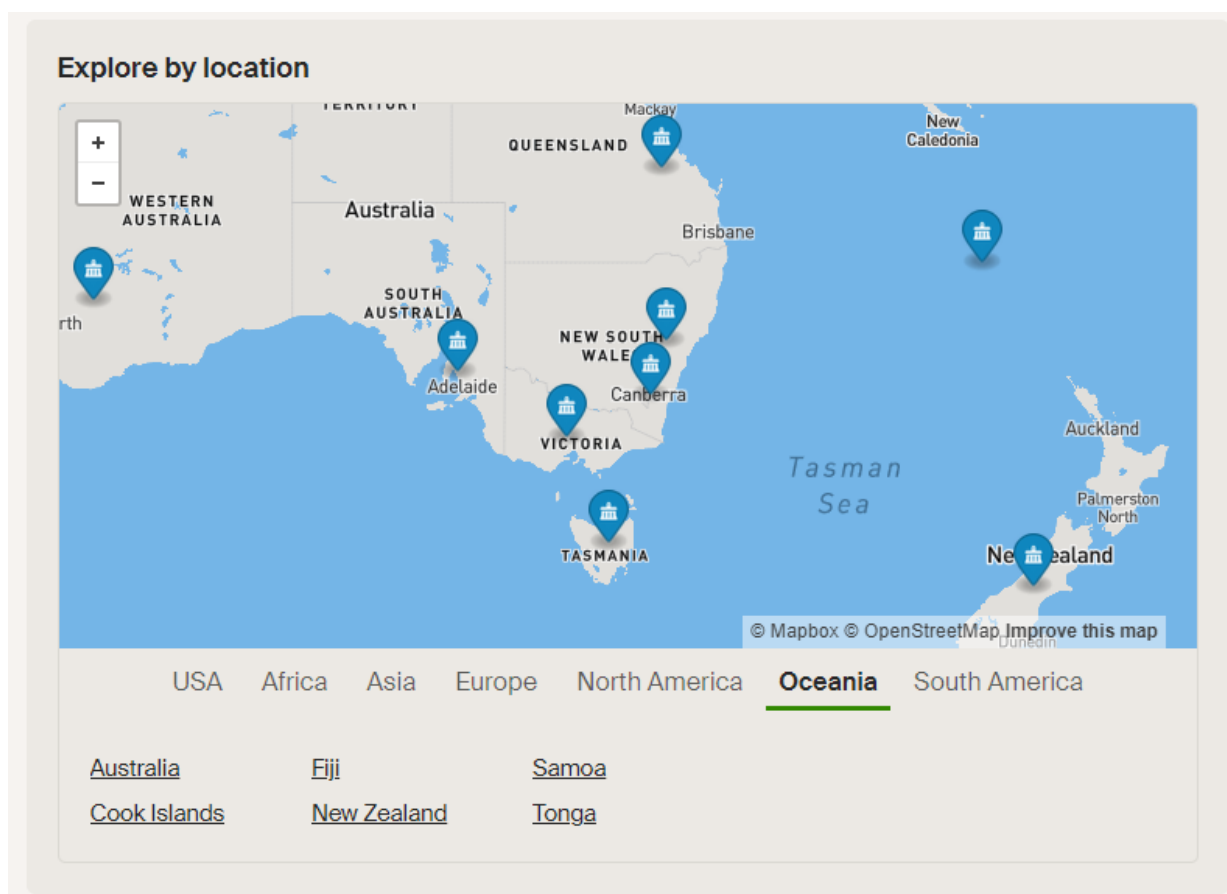 Explore by location
TERRITORY
Mackay
New
Caledonia
+
QUEENSLAND
−
WESTERN
AUSTRALIA
Australia
Brisbane
SOUTH
AUSTRALIA
rth
NEW SOUTH
WALE
Adelaide
Canberra
Auckland
VICTORIA
Tasman
Sea
Palmerston
North
TASMANIA
Ne ealand
© Mapbox © OpenStreetMap Improve this map
Dunedin
USA Africa Asia Europe North America Oceania South America
Australia Fiji Samoa
Cook Islands New Zealand Tonga